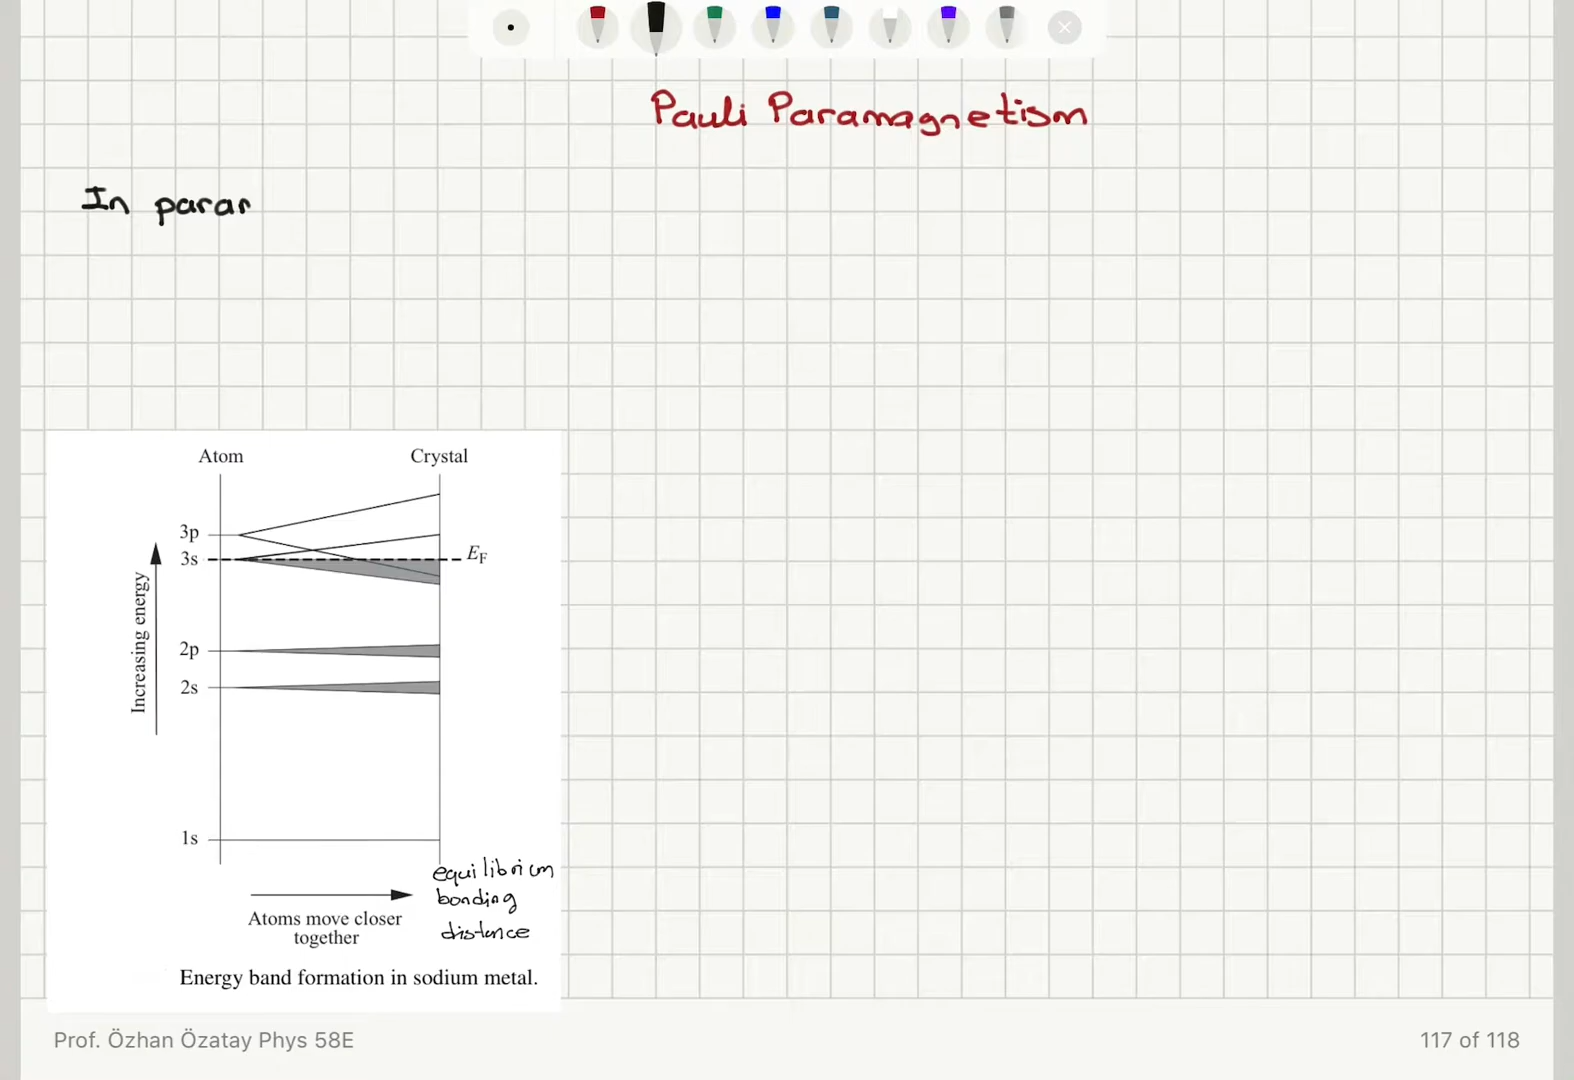 Pauli Paramagnetism
In parar
Atom Crystal
3p
3s
EF
Increasing energy
2p
2s
1s
equilibrium
bonding
distance
Atoms move closer
together
Energy band formation in sodium metal.
Prof. Özhan Özatay Phys 58E
117 of 118